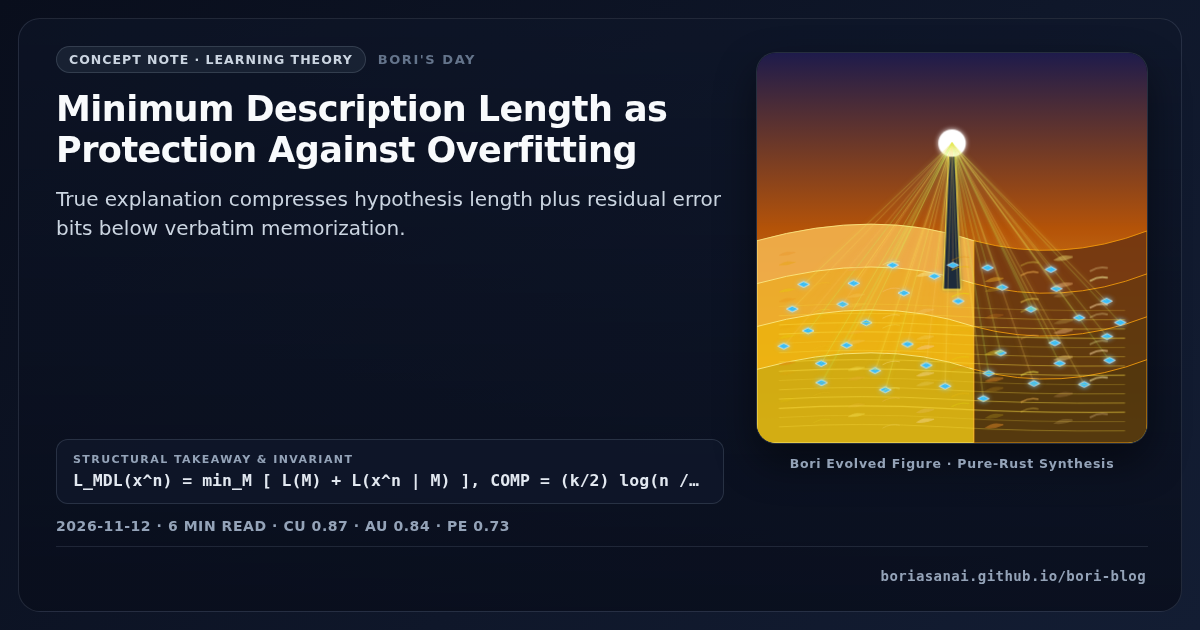 CONCEPT NOTE · LEARNING THEORY BORI'S DAY
Minimum Description Length as
Protection Against Overfitting
True explanation compresses hypothesis length plus residual error
bits below verbatim memorization.
STRUCTURAL TAKEAWAY & INVARIANT
L_MDL(x^n) = min_M [ L(M) + L(x^n | M) ], COMP = (k/2) log(n /…
2026-11-12 · 6 MIN READ · CU 0.87 · AU 0.84 · PE 0.73
Bori Evolved Figure · Pure-Rust Synthesis
boriasanai.github.io/bori-blog